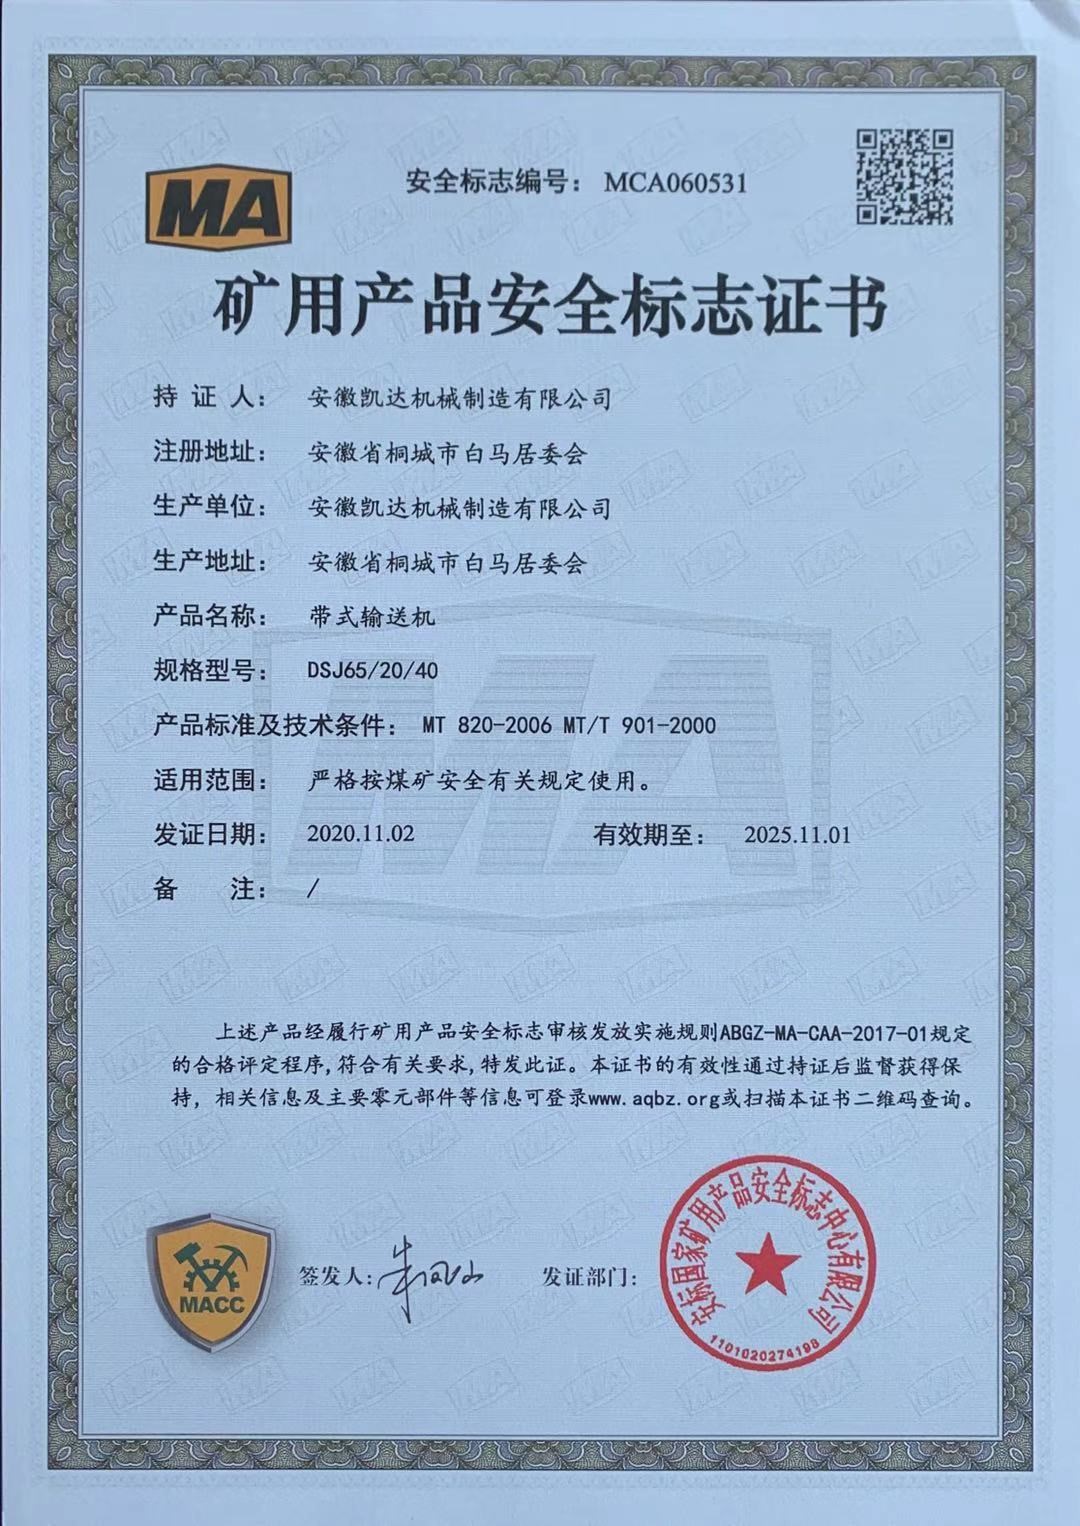 MA
安全标志编号： MCA060531
矿用产品安全标志证书
持 证 人： 安徽凯达机械制造有限公司
注册地址： 安徽省桐城市白马居委会
生产单位： 安徽凯达机械制造有限公司
生产地址： 安徽省桐城市白马居委会
产品名称： 带式输送机
规格型号： DSJ65/20/40
产品标准及技术条件： MT 820-2006 MT/T 901-2000
适用范围： 严格按煤矿安全有关规定使用。
发证日期： 2020.11.02 有效期至： 2025.11.01
备 注： /
上述产品经履行矿用产品安全标志审核发放实施规则ABGZ-MA-CAA-2017-01规定
的合格评定程序,符合有关要求,特发此证。本证书的有效性通过持证后监督获得保
持，相关信息及主要零元部件等信息可登录www.aqbz.org或扫描本证书二维码查询。
MACC
签发人:
发证部门:
安标国家矿用产品安全标志中心有限公司
1101020274198